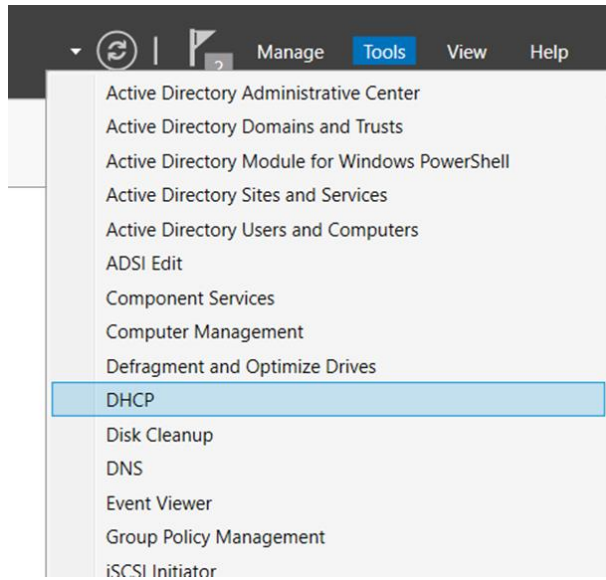 2 Manage Tools View Help
Active Directory Administrative Center
Active Directory Domains and Trusts
Active Directory Module for Windows PowerShell
Active Directory Sites and Services
Active Directory Users and Computers
ADSI Edit
Component Services
Computer Management
Defragment and Optimize Drives
DHCP
Disk Cleanup
DNS
Event Viewer
Group Policy Management
iSCSI Initiator